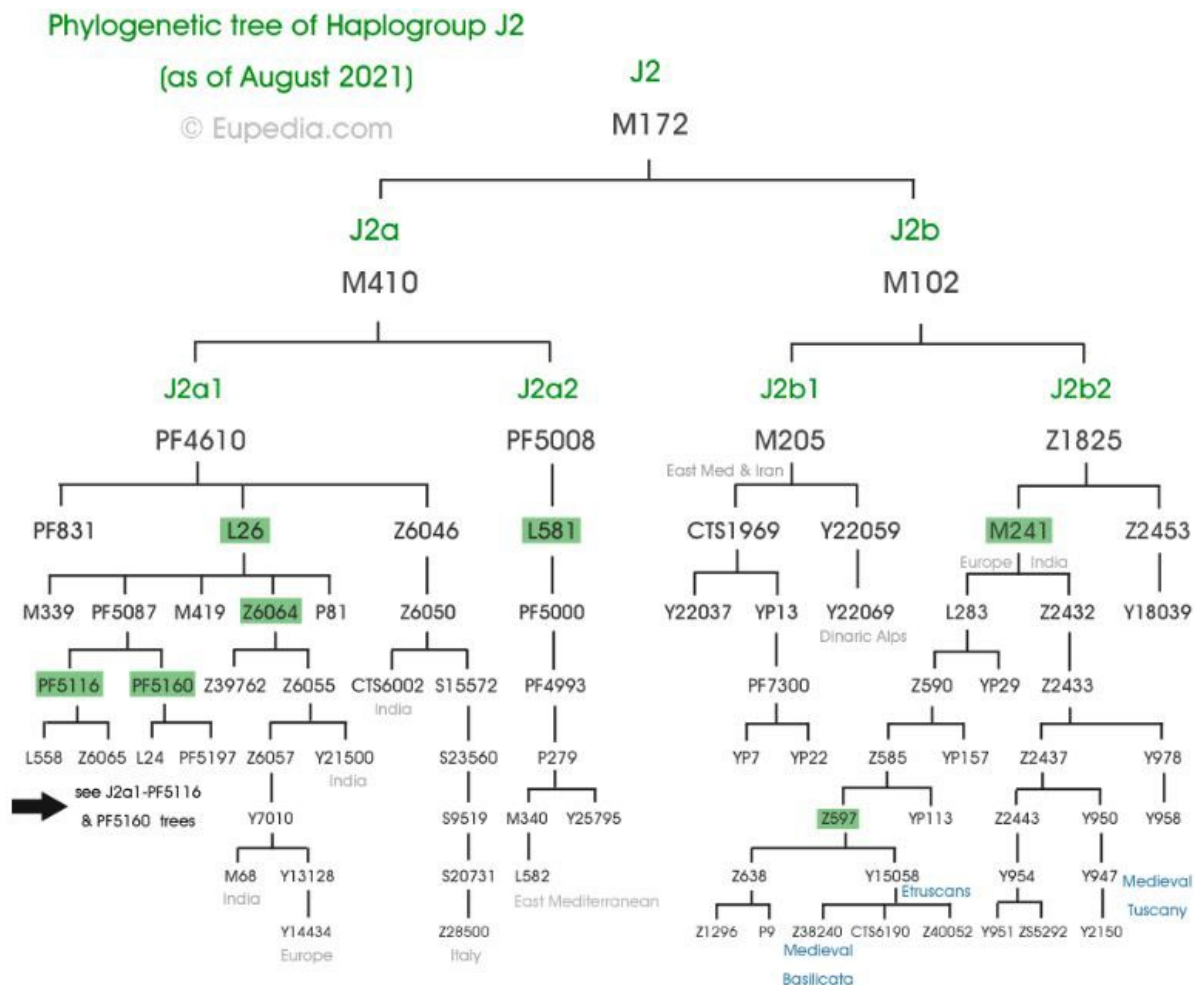 Phylogenetic tree of Haplogroup J2
(as of August 2021)
© Eupedia.com
J2
M172
J2a J2b
M410 M102
J2a1 J2a2 J2b1 J2b2
PF4610 PF5008 M205 Z1825
East Med & Iran
PF831 L26 Z6046 L581 CTS1969 Y22059 M241 Z2453
Europe India
M339 PF5087 M419 Z6064 P81 Z6050 PF5000 Y22037 YP13 Y22069 L283 Z2432 Y18039
Dinaric Alps
PF5116 PF5160 Z39762 Z6055 CTS6002 S15572 PF4993 PF7300 Z590 YP29 Z2433
India
L558 Z6065 L24 PF5197 Z6057 Y21500 S23560 P279 YP7 YP22 Z585 YP157 Z2437 Y978
India
see J2a1-PF5116
& PF5160 trees
Y7010 S9519 M340 Y25795 Z597 YP113 Z2443 Y950 Y958
M68 Y13128 S20731 L582 Z638 Y15058 Y954 Y947 Medieval
India East Mediterranean Etruscans Tuscany
Y14434 Z28500 Z1296 P9 Z38240 CTS6190 Z40052 Y951 ZS5292 Y2150
Europe Italy Medieval
Basilicata